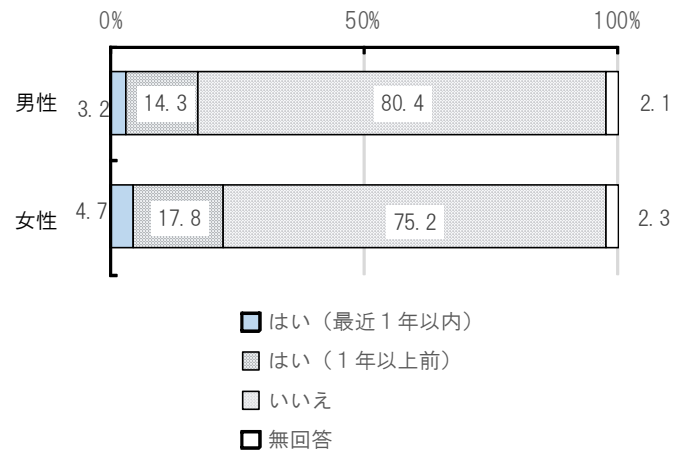 0% 50% 100%
男性 3.2 14.3 80.4 2.1
女性 4.7 17.8 75.2 2.3
はい（最近１年以内）
はい（１年以上前）
いいえ
無回答